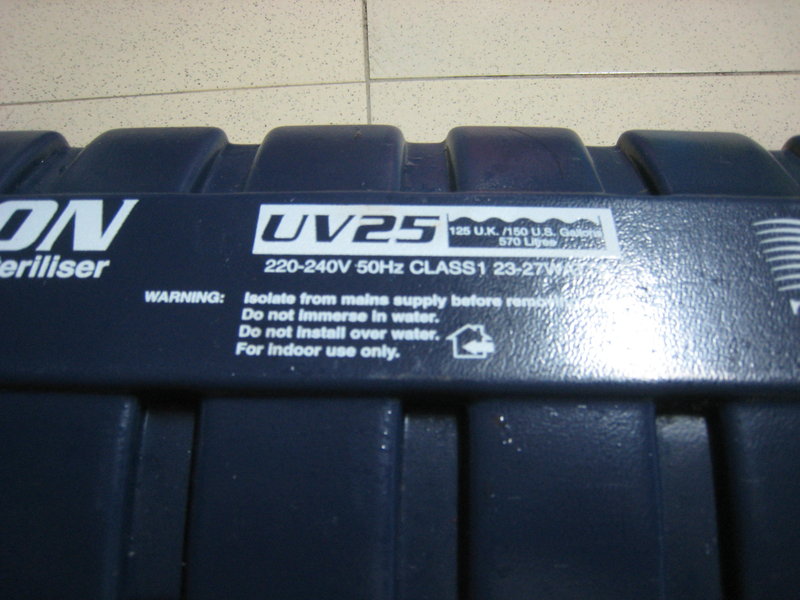 ON
eriliser
UV25
125 U.K. /150 U.S. Gallons
570 Litres
220-240V 50Hz CLASS1 23-27WATT
WARNING: Isolate from mains supply before
Do not immerse in water.
Do not install over water.
For indoor use only.